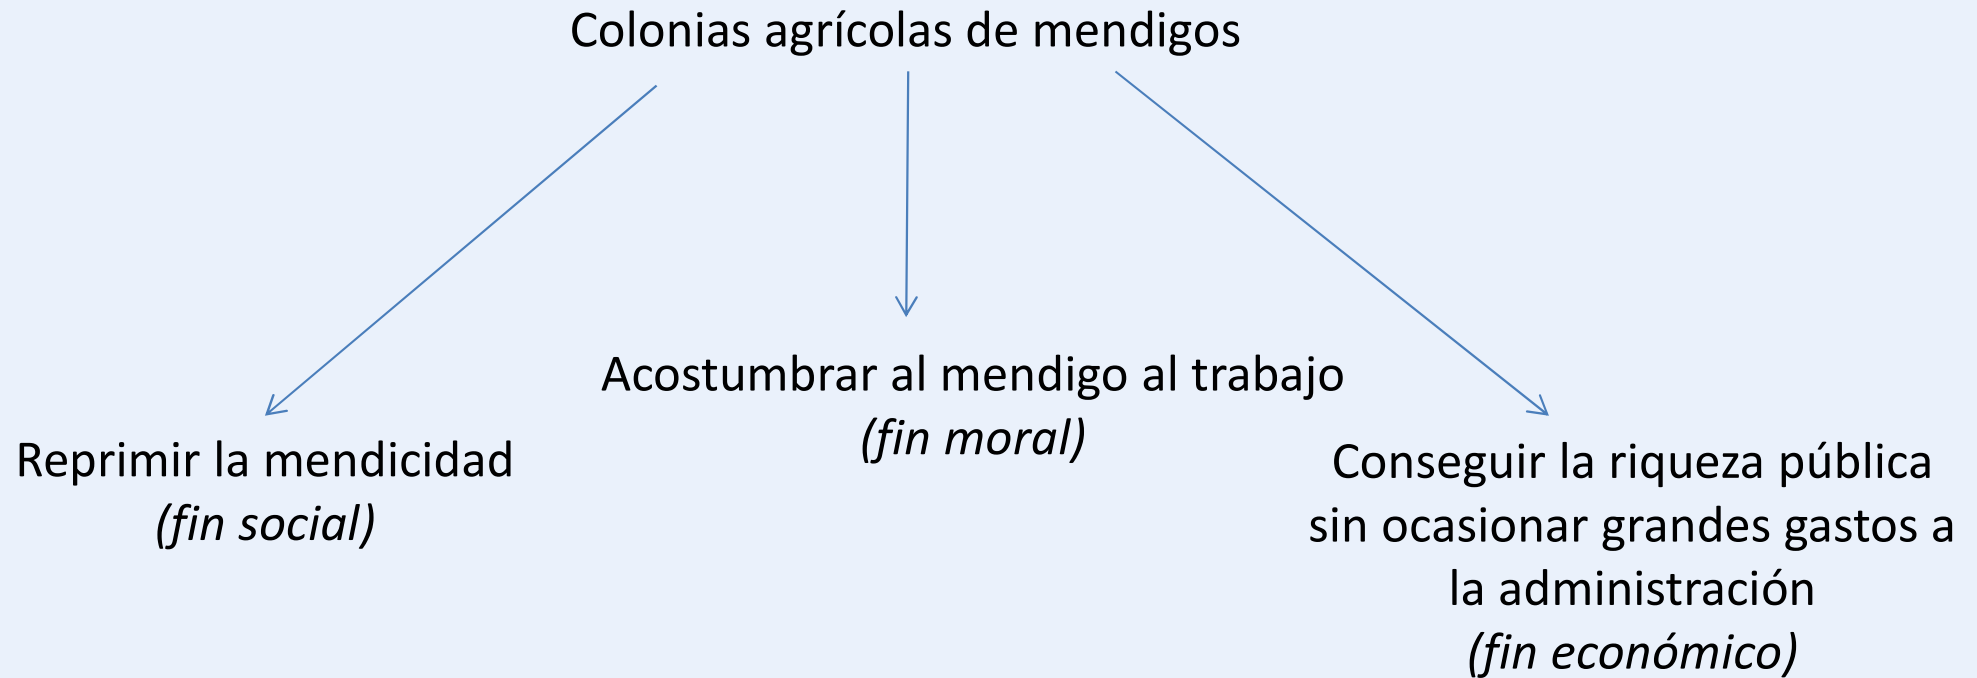 Colonias agrícolas de mendigos
Reprimir la mendicidad
(fin social)
Acostumbrar al mendigo al trabajo
(fin moral)
Conseguir la riqueza pública
sin ocasionar grandes gastos a
la administración
(fin económico)